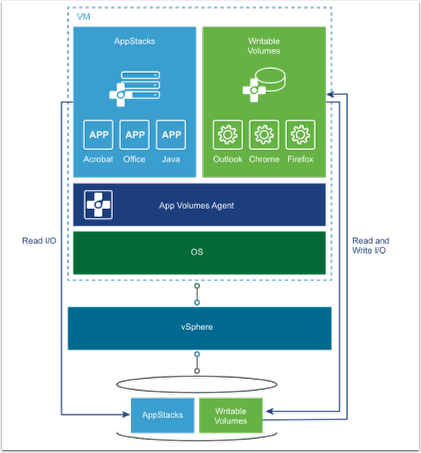 VM
AppStacks
Writable
Volumes
APP
APP
APP
Acrobat
Office
Java
Outlook
Chrome
Firefox
App Volumes Agent
Read I/O
Read and
Write I/O
OS
vSphere
AppStacks
Writable
Volumes